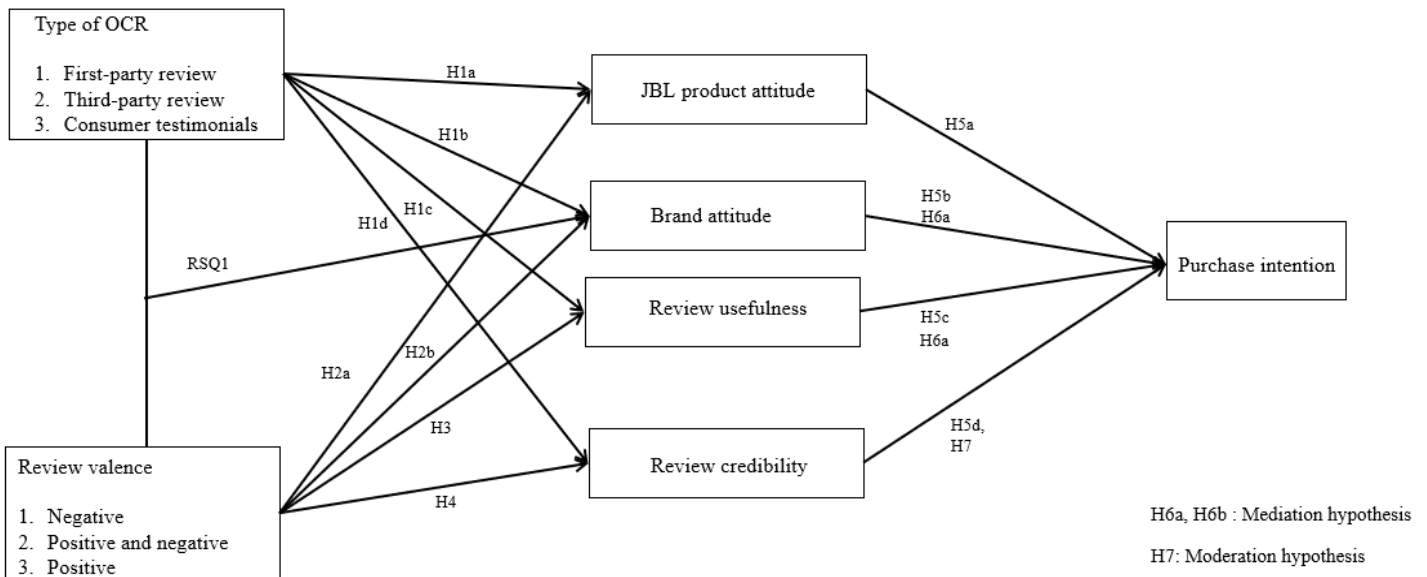 Type of OCR
1. First-party review
2. Third-party review
3. Consumer testimonials
H1a
JBL product attitude
H5a
H1b
Brand attitude
H5b
H6a
H1c
H1d
RSQ1
Purchase intention
Review usefulness
H5c
H6a
H2b
H2a
H3
Review credibility
H5d,
H7
H4
Review valence
1. Negative
2. Positive and negative
3. Positive
H6a, H6b : Mediation hypothesis
H7: Moderation hypothesis